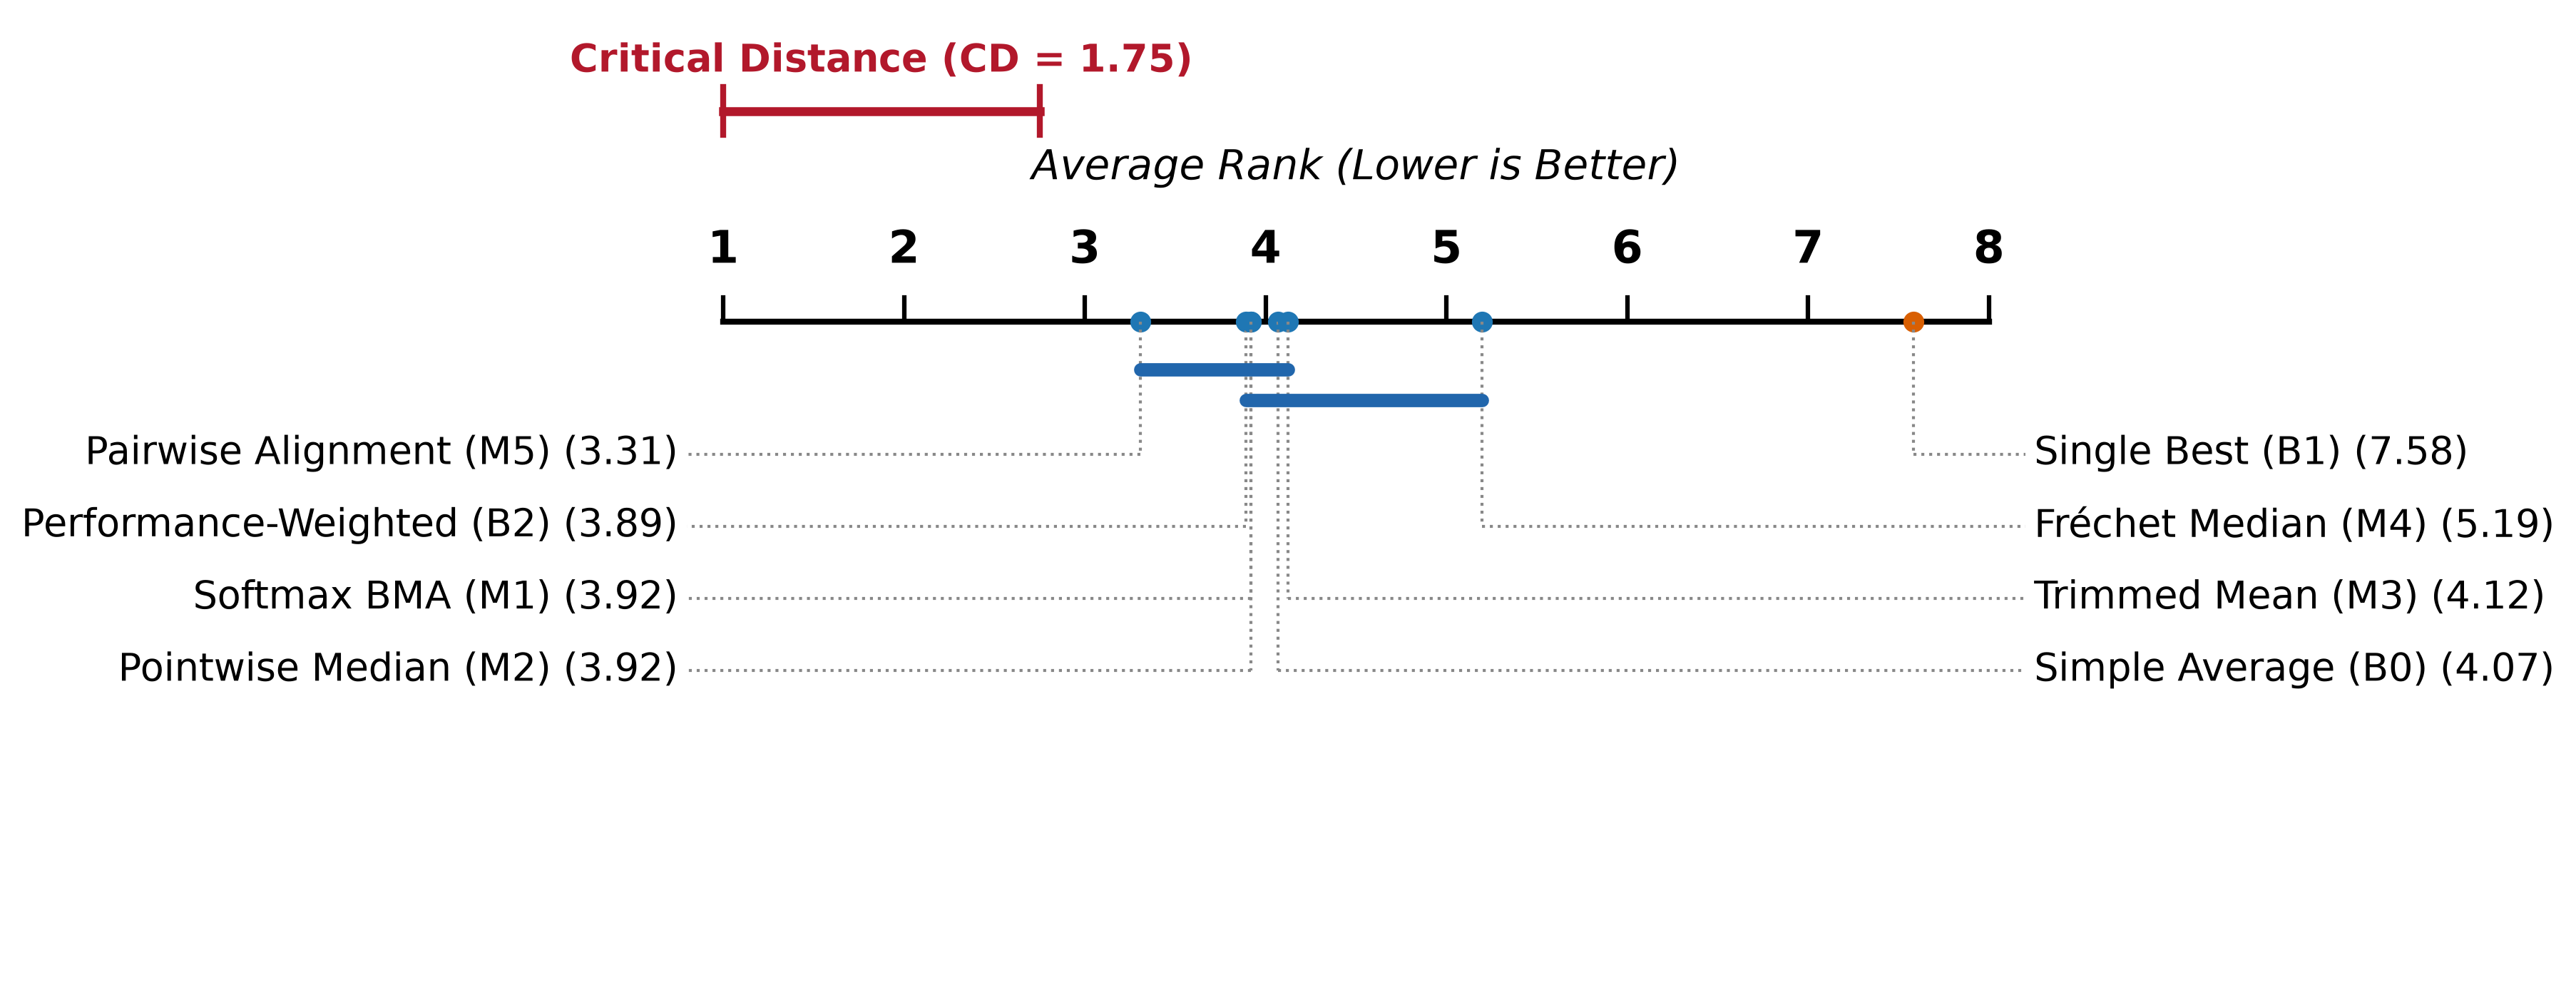 Critical Distance (CD = 1.75)
Average Rank (Lower is Better)
1 2 3 4 5 6 7 8
Pairwise Alignment (M5) (3.31)
Performance-Weighted (B2) (3.89)
Softmax BMA (M1) (3.92)
Pointwise Median (M2) (3.92)
Single Best (B1) (7.58)
Fréchet Median (M4) (5.19)
Trimmed Mean (M3) (4.12)
Simple Average (B0) (4.07)